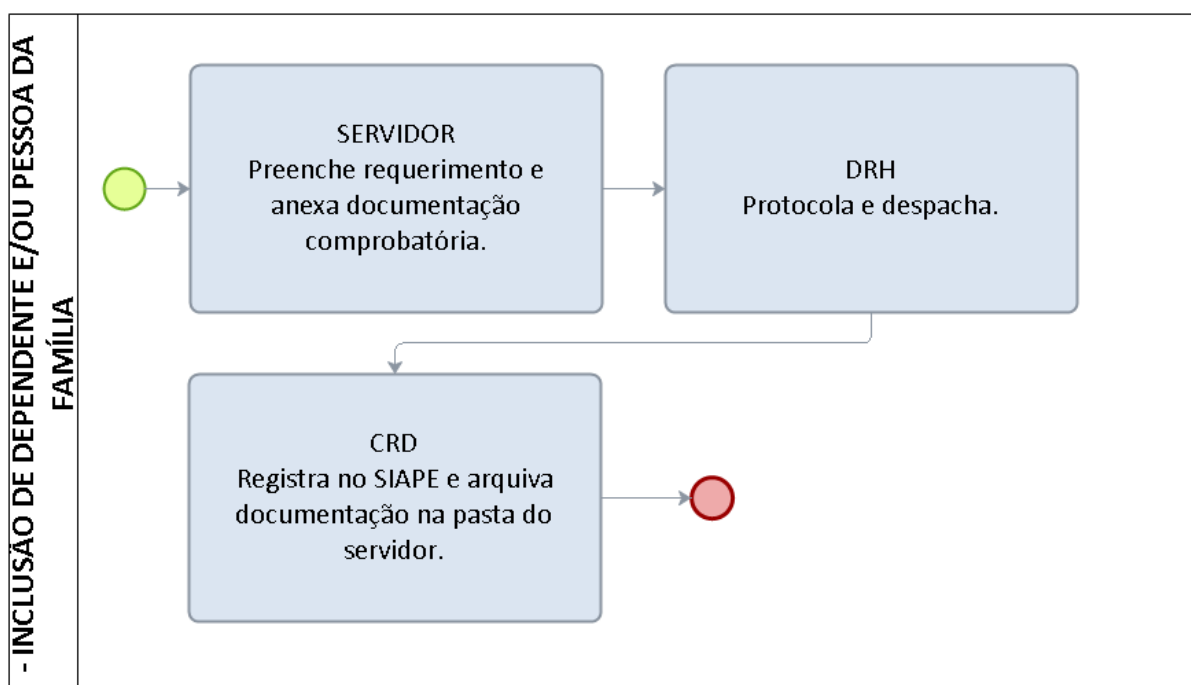 - INCLUSÃO DE DEPENDENTE E/OU PESSOA DA
FAMÍLIA
SERVIDOR
Preenche requerimento e
anexa documentação
comprobatória.
DRH
Protocola e despacha.
CRD
Registra no SIAPE e arquiva
documentação na pasta do
servidor.